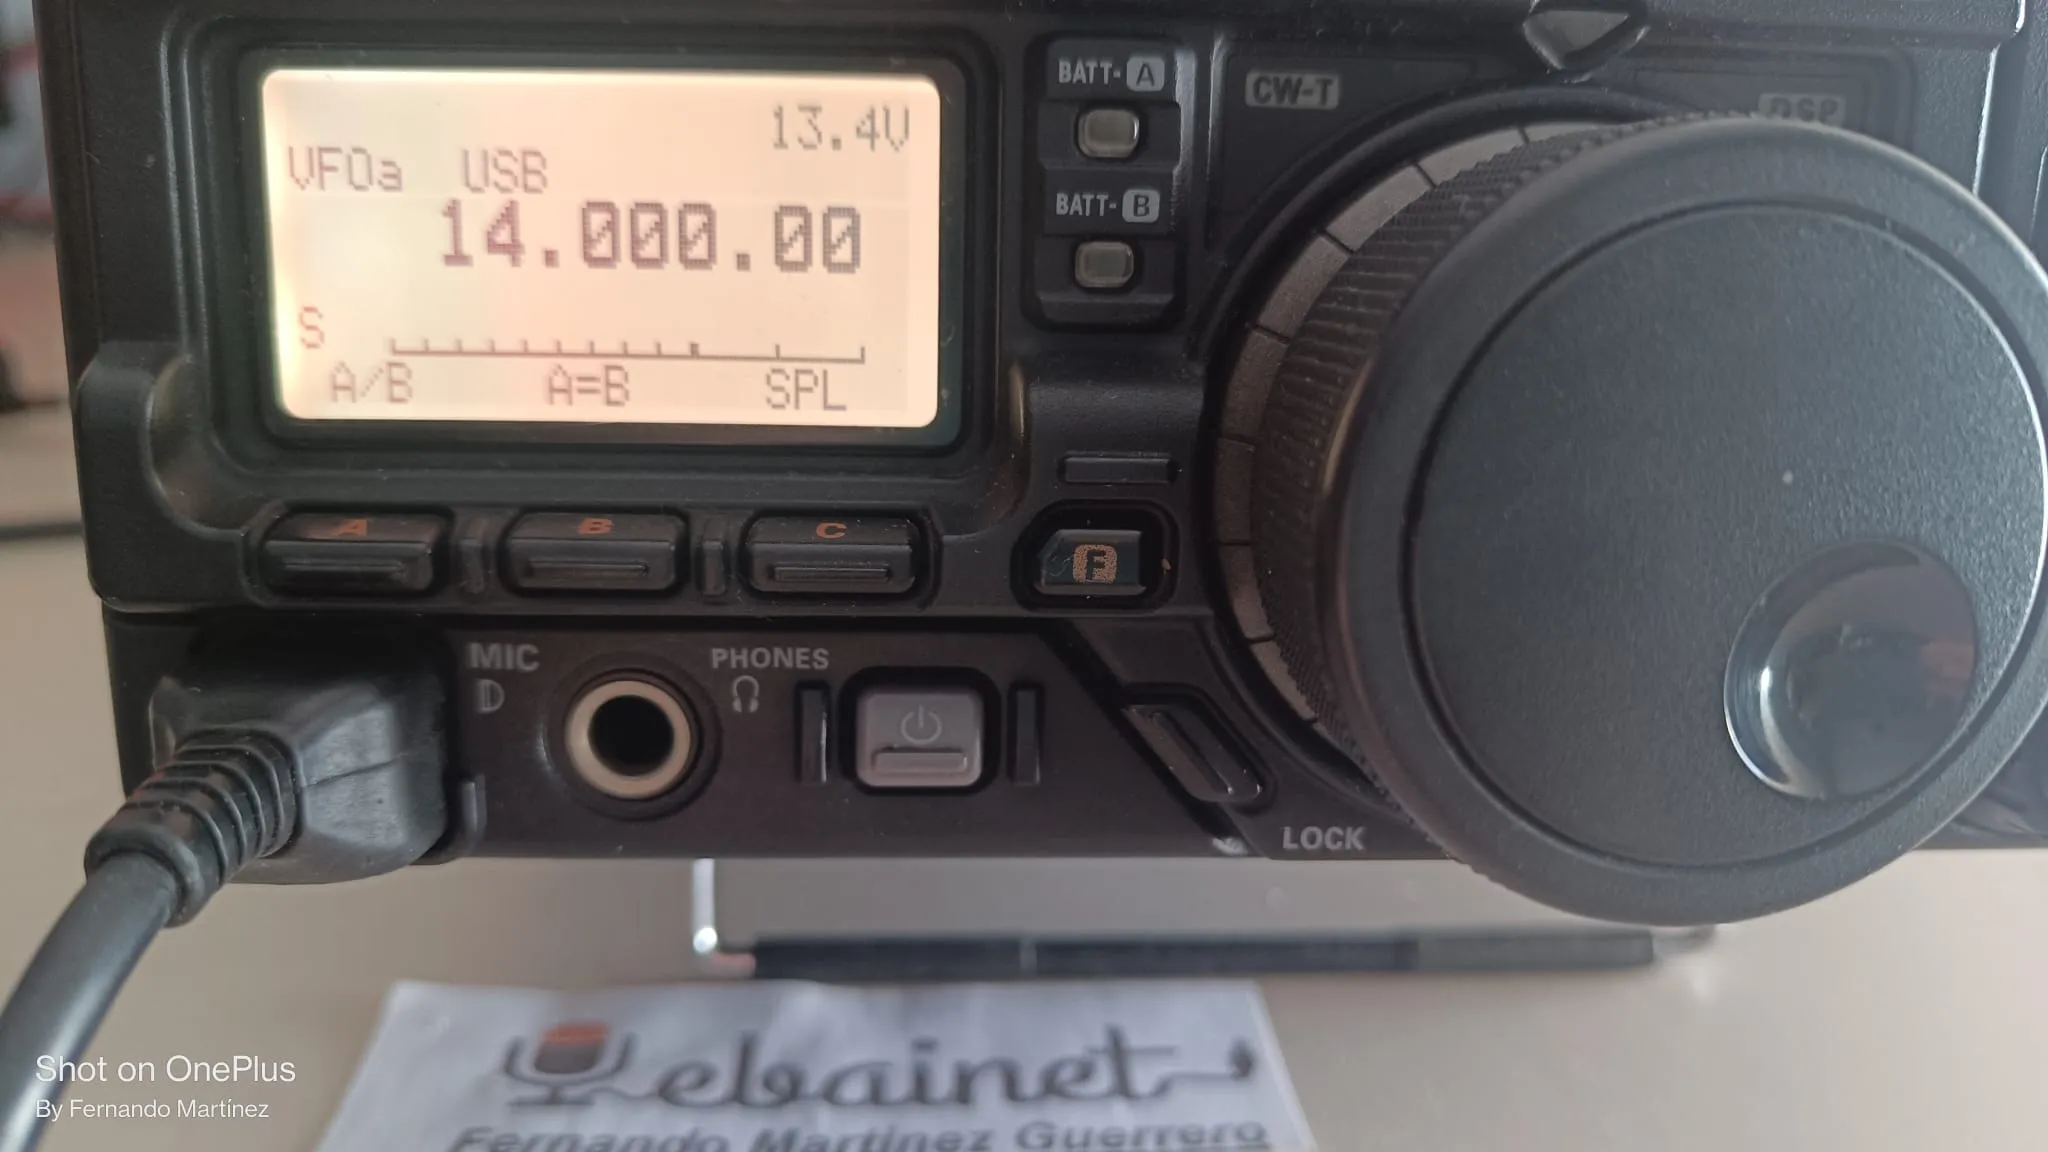 13.4V
VFOa USB
14.000.00
S
A/B A=B SPL
BATT-A
BATT-B
CW-T
DSP
A B C F
MIC
PHONES
LOCK
ebainet
Fernando Martinez Guerrero
Shot on OnePlus
By Fernando Martínez